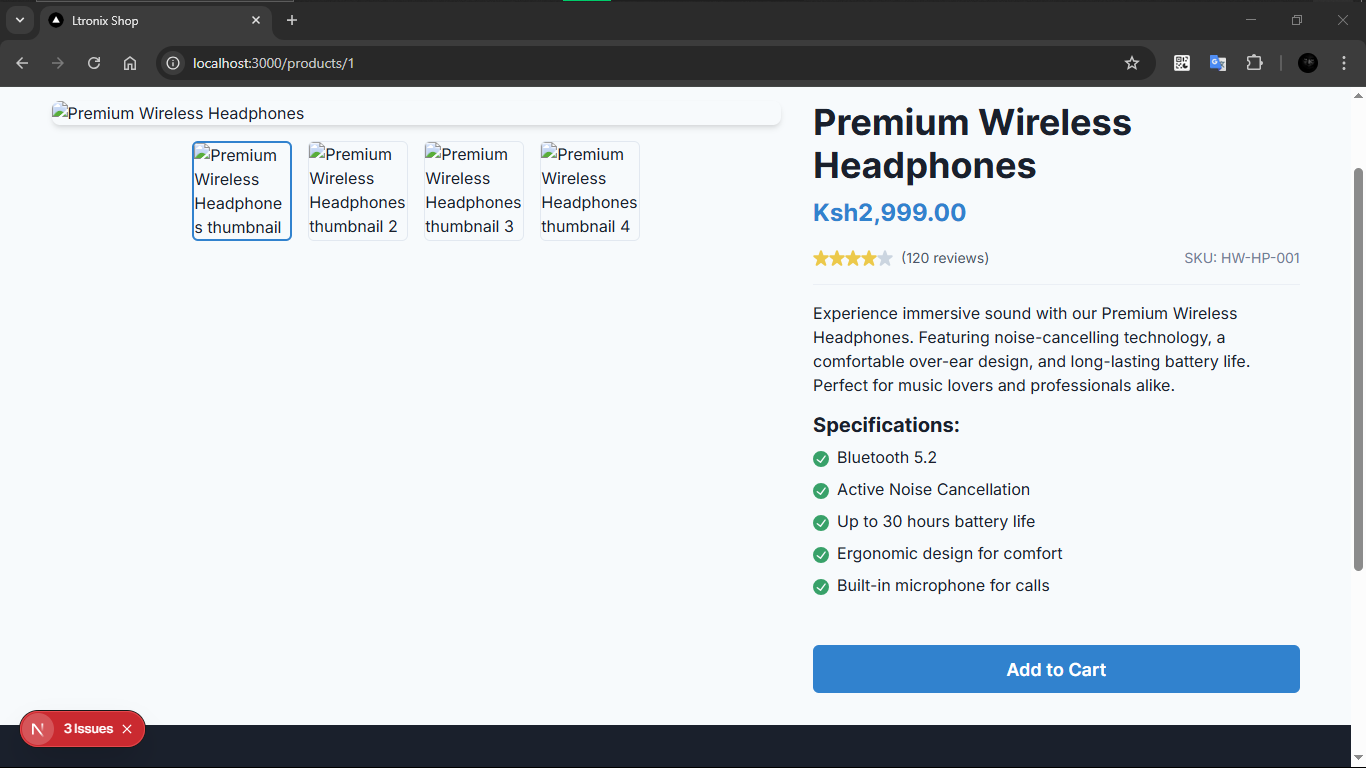 Ltronix Shop
localhost:3000/products/1
Premium Wireless Headphones
Premium
Wireless
Headphone
s thumbnail
Premium
Wireless
Headphones
thumbnail 2
Premium
Wireless
Headphones
thumbnail 3
Premium
Wireless
Headphones
thumbnail 4
Premium Wireless
Headphones
Ksh2,999.00
(120 reviews)
SKU: HW-HP-001
Experience immersive sound with our Premium Wireless
Headphones. Featuring noise-cancelling technology, a
comfortable over-ear design, and long-lasting battery life.
Perfect for music lovers and professionals alike.
Specifications:
Bluetooth 5.2
Active Noise Cancellation
Up to 30 hours battery life
Ergonomic design for comfort
Built-in microphone for calls
Add to Cart
N 3 Issues